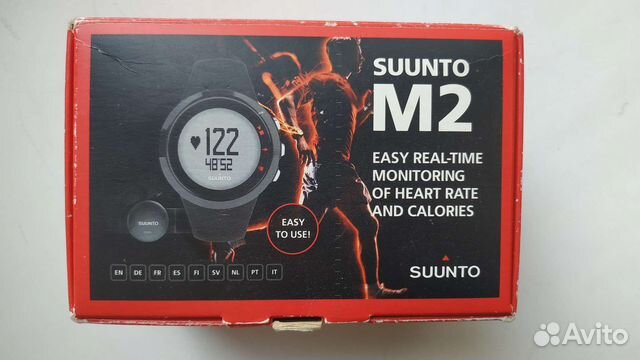 SUUNTO
M2
EASY REAL-TIME
MONITORING
OF HEART RATE
AND CALORIES
122
48'52
SUUNTO
SUUNTO
EASY
TO USE!
EN DE FR ES FI SV NL PT IT
SUUNTO
Avito